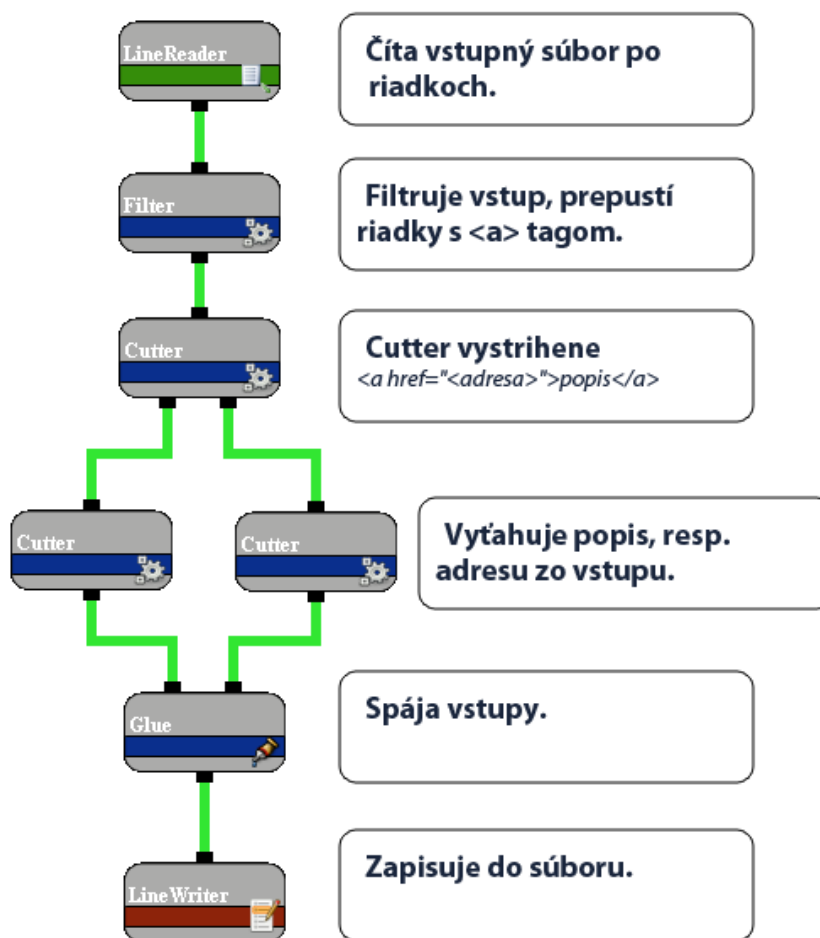 LineReader
Číta vstupný súbor po
riadkoch.
Filter
Filtruje vstup, prepustí
riadky s <a> tagom.
Cutter
Cutter vystrihene
<a href="<adresa>">popis</a>
Cutter
Cutter
Vyťahuje popis, resp.
adresu zo vstupu.
Glue
Spája vstupy.
LineWriter
Zapisuje do súboru.